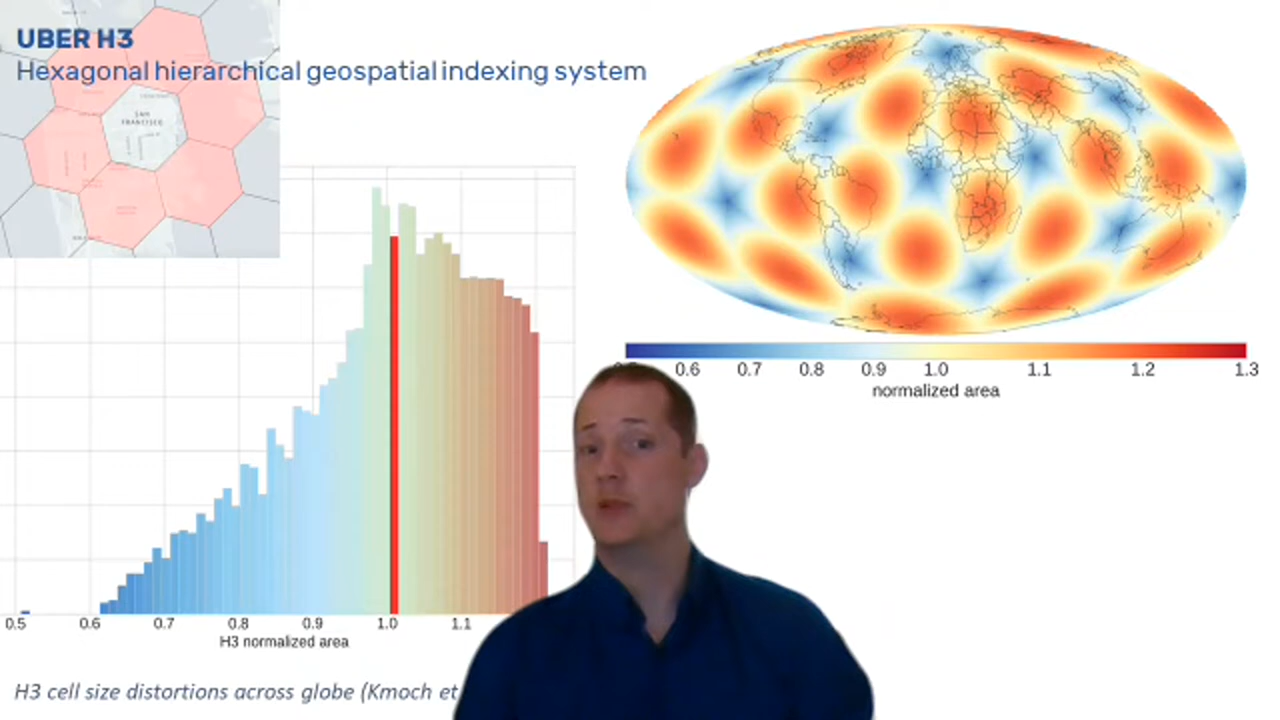 UBER H3
Hexagonal hierarchical geospatial indexing system
SAN
FRANCISCO
0.6 0.7 0.8 0.9 1.0 1.1 1.2 1.3
normalized area
0.5 0.6 0.7 0.8 0.9 1.0 1.1
H3 normalized area
H3 cell size distortions across globe (Kmoch et